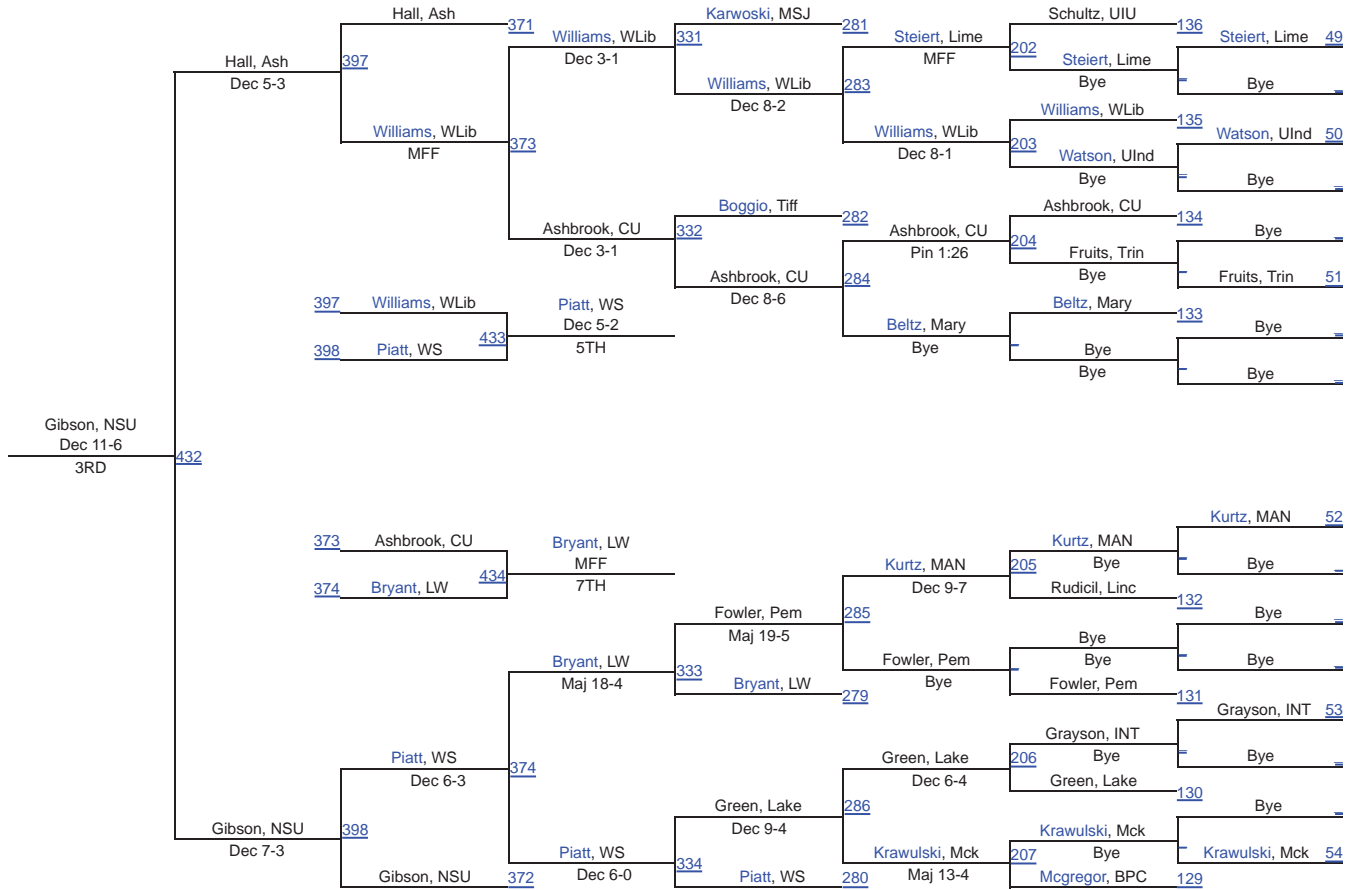 Hall, Ash 371
Karwoski, MSJ 281
Schultz, UIU 136
Williams, WLib 331
Dec 3-1
Steiert, Lime 202
MFF
Steiert, Lime 49
Hall, Ash 397
Dec 5-3
Steiert, Lime
Bye
Williams, WLib 283
Dec 8-2
Bye
Williams, WLib 135
Williams, WLib 373
MFF
Williams, WLib 203
Dec 8-1
Watson, UInd 50
Watson, UInd
Bye
Bye
Boggio, Tiff 282
Ashbrook, CU 134
Ashbrook, CU 332
Dec 3-1
Ashbrook, CU 204
Pin 1:26
Bye
Fruits, Trin
Bye
Ashbrook, CU 284
Dec 8-6
Fruits, Trin 51
397 Williams, WLib
Piatt, WS
Dec 5-2
5TH
Beltz, Mary 133
433
Beltz, Mary
Bye
Bye
398 Piatt, WS
Bye
Bye
Bye
Gibson, NSU
Dec 11-6
3RD
432
Kurtz, MAN 52
373 Ashbrook, CU
Bryant, LW
MFF
7TH
Kurtz, MAN
Bye
434
Kurtz, MAN 205
Dec 9-7
Bye
374 Bryant, LW
Rudicil, Linc 132
Fowler, Pem 285
Maj 19-5
Bye
Bye
Bye
Bryant, LW 333
Maj 18-4
Fowler, Pem
Bye
Bye
Bryant, LW 279
Fowler, Pem 131
Grayson, INT 53
Grayson, INT
Bye
Piatt, WS 374
Dec 6-3
Green, Lake 206
Dec 6-4
Bye
Green, Lake 130
Green, Lake 286
Dec 9-4
Bye
Gibson, NSU 398
Dec 7-3
Krawulski, Mck
Bye
Piatt, WS 334
Dec 6-0
Krawulski, Mck 207
Maj 13-4
Krawulski, Mck 54
Gibson, NSU 372
Piatt, WS 280
Mcgregor, BPC 129